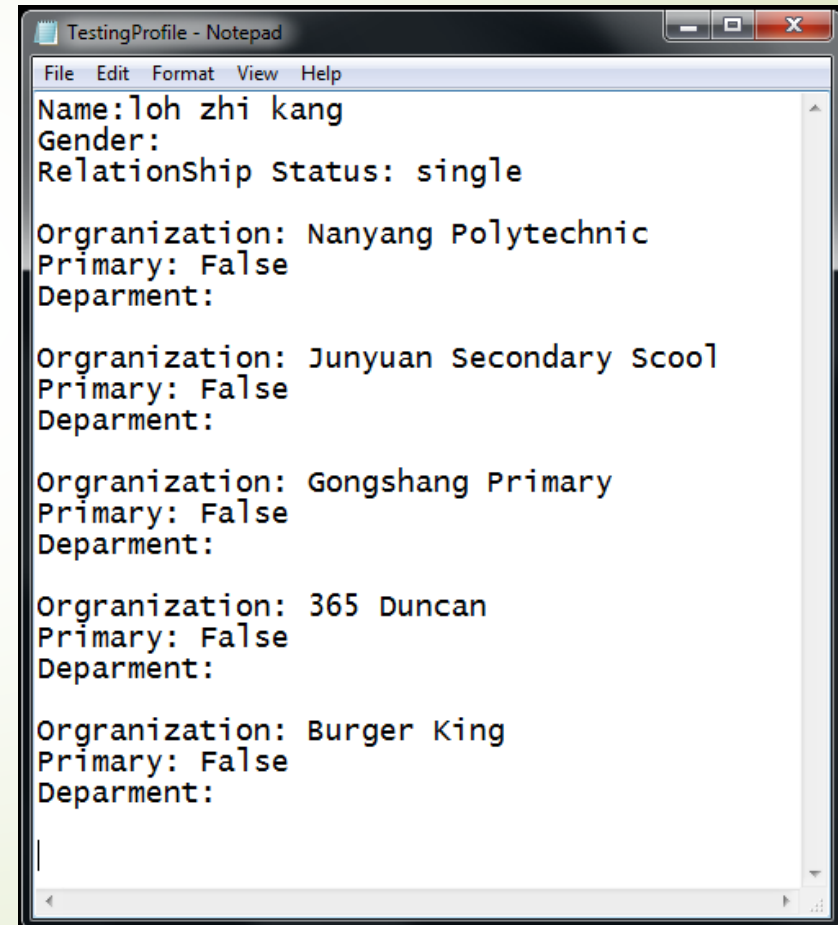 TestingProfile - Notepad
File Edit Format View Help
Name:loh zhi kang
Gender:
RelationShip Status: single
Orgranization: Nanyang Polytechnic
Primary: False
Deparment:
Orgranization: Junyuan Secondary Scool
Primary: False
Deparment:
Orgranization: Gongshang Primary
Primary: False
Deparment:
Orgranization: 365 Duncan
Primary: False
Deparment:
Orgranization: Burger King
Primary: False
Deparment: